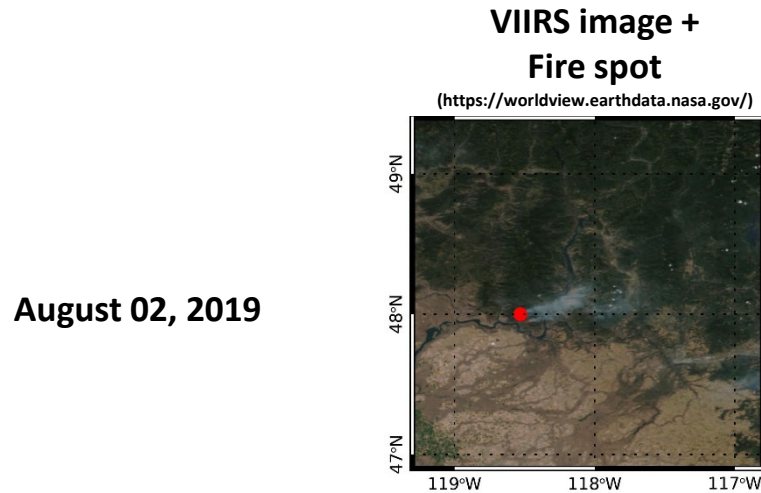 VIIRS image +
Fire spot
(https://worldview.earthdata.nasa.gov/)
49°N
August 02, 2019
48°N
47°N
119°W 118°W 117°W